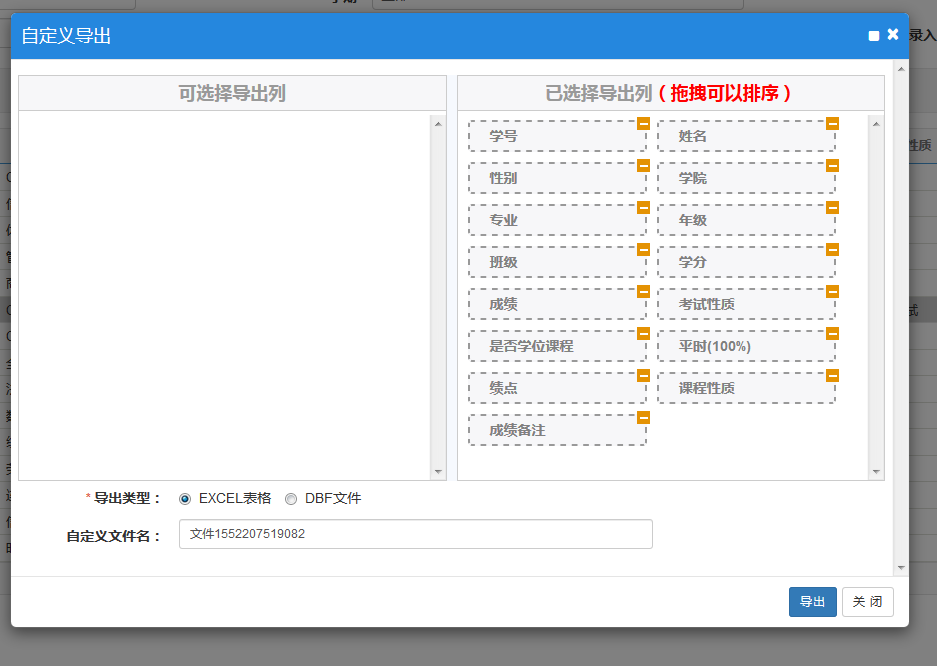 自定义导出
录入
可选择导出列
已选择导出列（拖拽可以排序）
学号
姓名
性质
性别
学院
专业
年级
班级
学分
成绩
考试性质
试
是否学位课程
平时(100%)
绩点
课程性质
成绩备注
*导出类型：
EXCEL表格
DBF文件
自定义文件名：
文件1552207519082
导出
关 闭